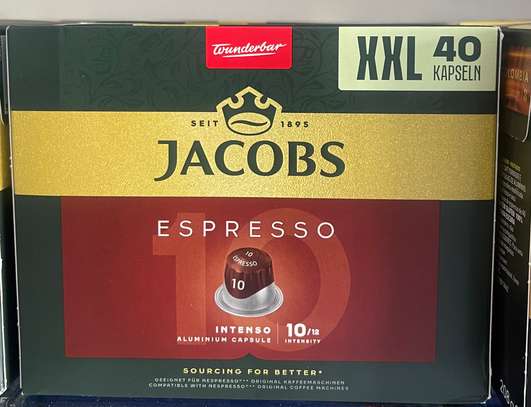 Wunderbar
XXL 40
KAPSELN
SEIT 1895
JACOBS
ESPRESSO
10
10
ESPRESSO
10
INTENSO
ALUMINIUM CAPSULE
10/12
INTENSITY
SOURCING FOR BETTER*
GEEIGNET FÜR NESPRESSO®** ORIGINAL KAFFEEMASCHINEN
COMPATIBLE WITH NESPRESSO®** ORIGINAL COFFEE MACHINES